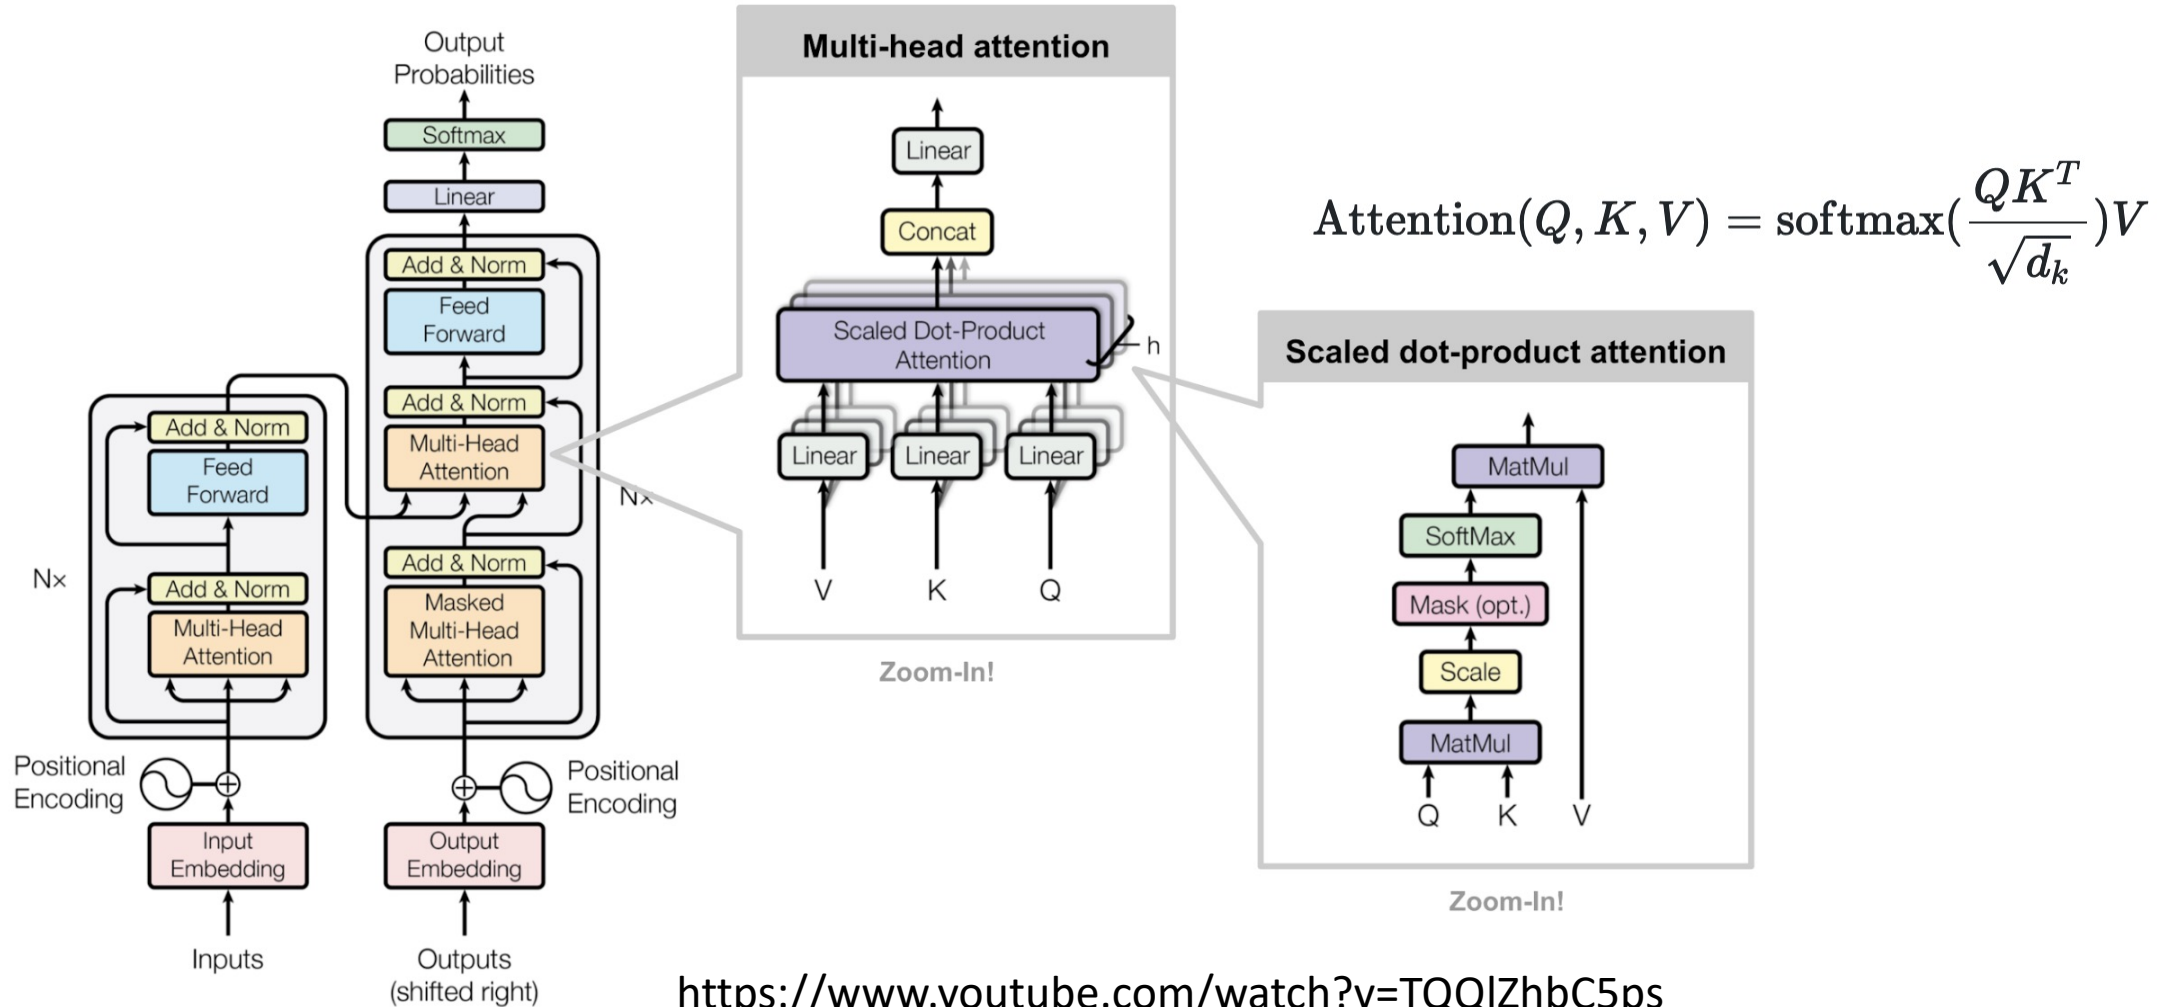 Output
Probabilities
Softmax
Linear
Add & Norm
Feed
Forward
Add & Norm
Multi-Head
Attention
Nx
Add & Norm
Masked
Multi-Head
Attention
Positional
Encoding
Output
Embedding
Outputs
(shifted right)
Add & Norm
Feed
Forward
Nx
Add & Norm
Multi-Head
Attention
Positional
Encoding
Input
Embedding
Inputs
Multi-head attention
Linear
Concat
Scaled Dot-Product
Attention
h
Linear Linear Linear
V K Q
Zoom-In!
Attention(Q, K, V) = softmax(QK^T / √d_k)V
Scaled dot-product attention
MatMul
SoftMax
Mask (opt.)
Scale
MatMul
Q K V
Zoom-In!
https://www.youtube.com/watch?v=TQQlZhbC5ps